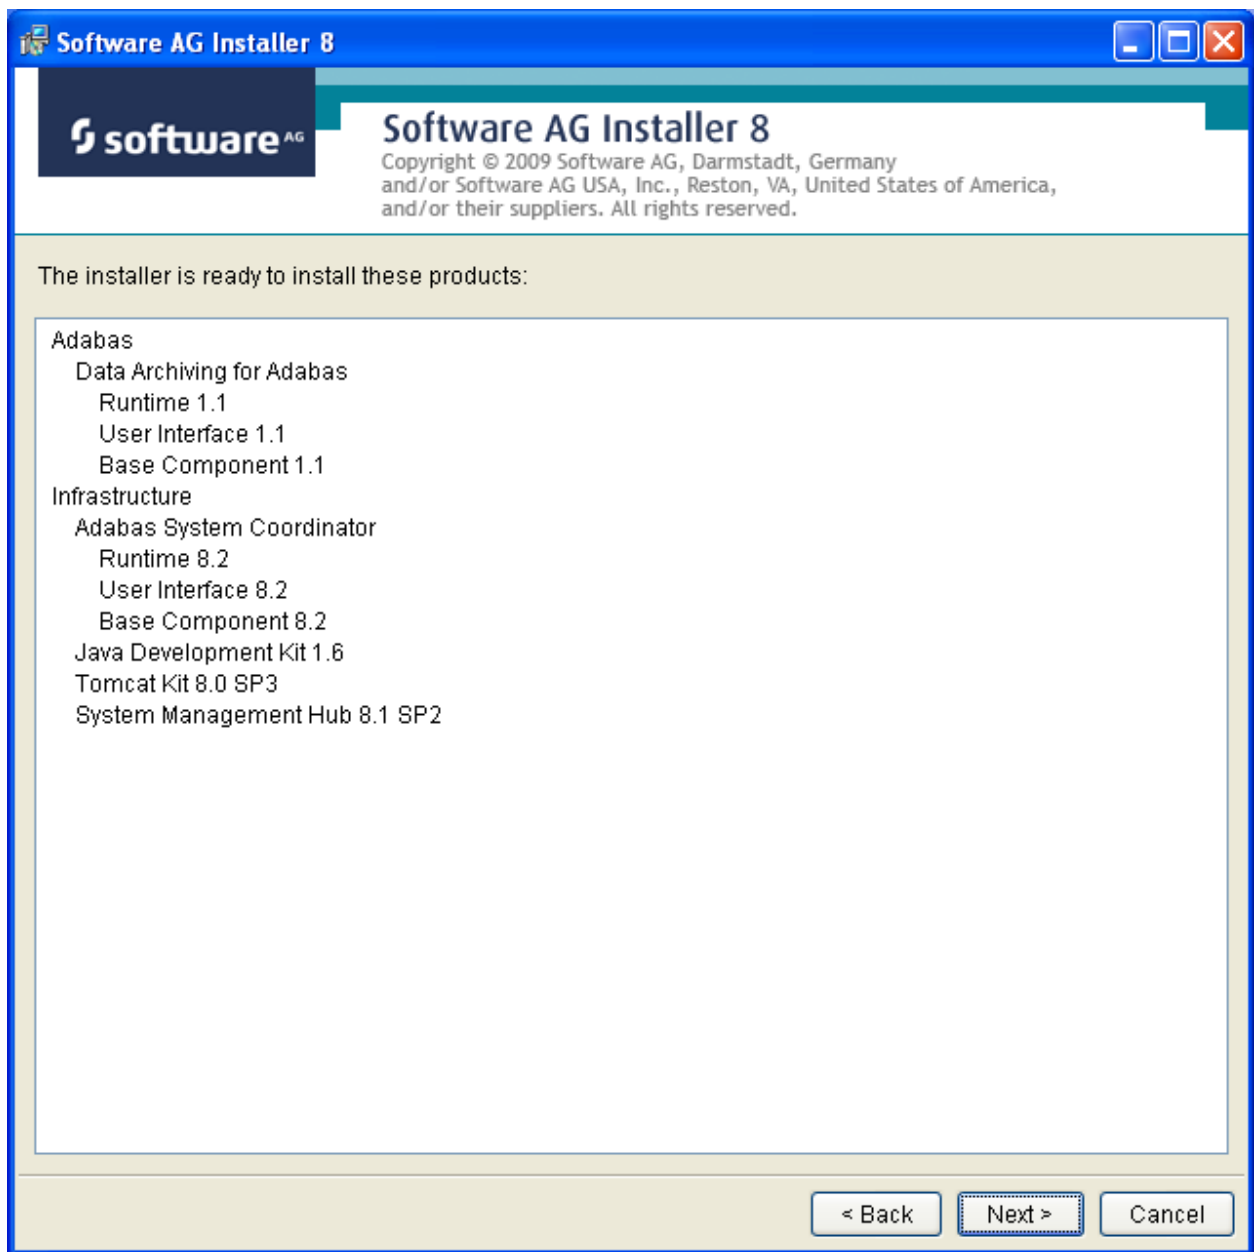 Software AG Installer 8
software AG
Software AG Installer 8
Copyright © 2009 Software AG, Darmstadt, Germany
and/or Software AG USA, Inc., Reston, VA, United States of America,
and/or their suppliers. All rights reserved.
The installer is ready to install these products:
Adabas
Data Archiving for Adabas
Runtime 1.1
User Interface 1.1
Base Component 1.1
Infrastructure
Adabas System Coordinator
Runtime 8.2
User Interface 8.2
Base Component 8.2
Java Development Kit 1.6
Tomcat Kit 8.0 SP3
System Management Hub 8.1 SP2
< Back
Next >
Cancel